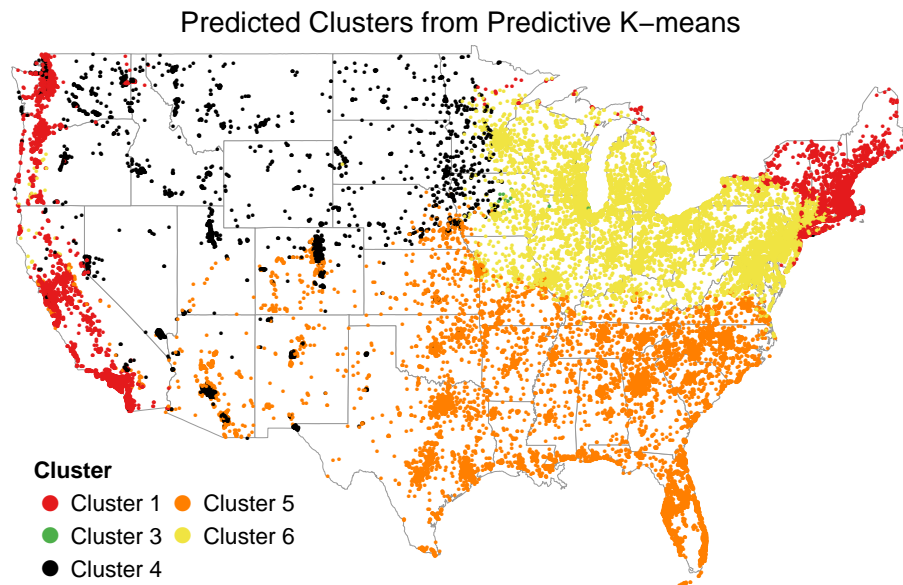 Predicted Clusters from Predictive K−means
Cluster
Cluster 1
Cluster 3
Cluster 4
Cluster 5
Cluster 6